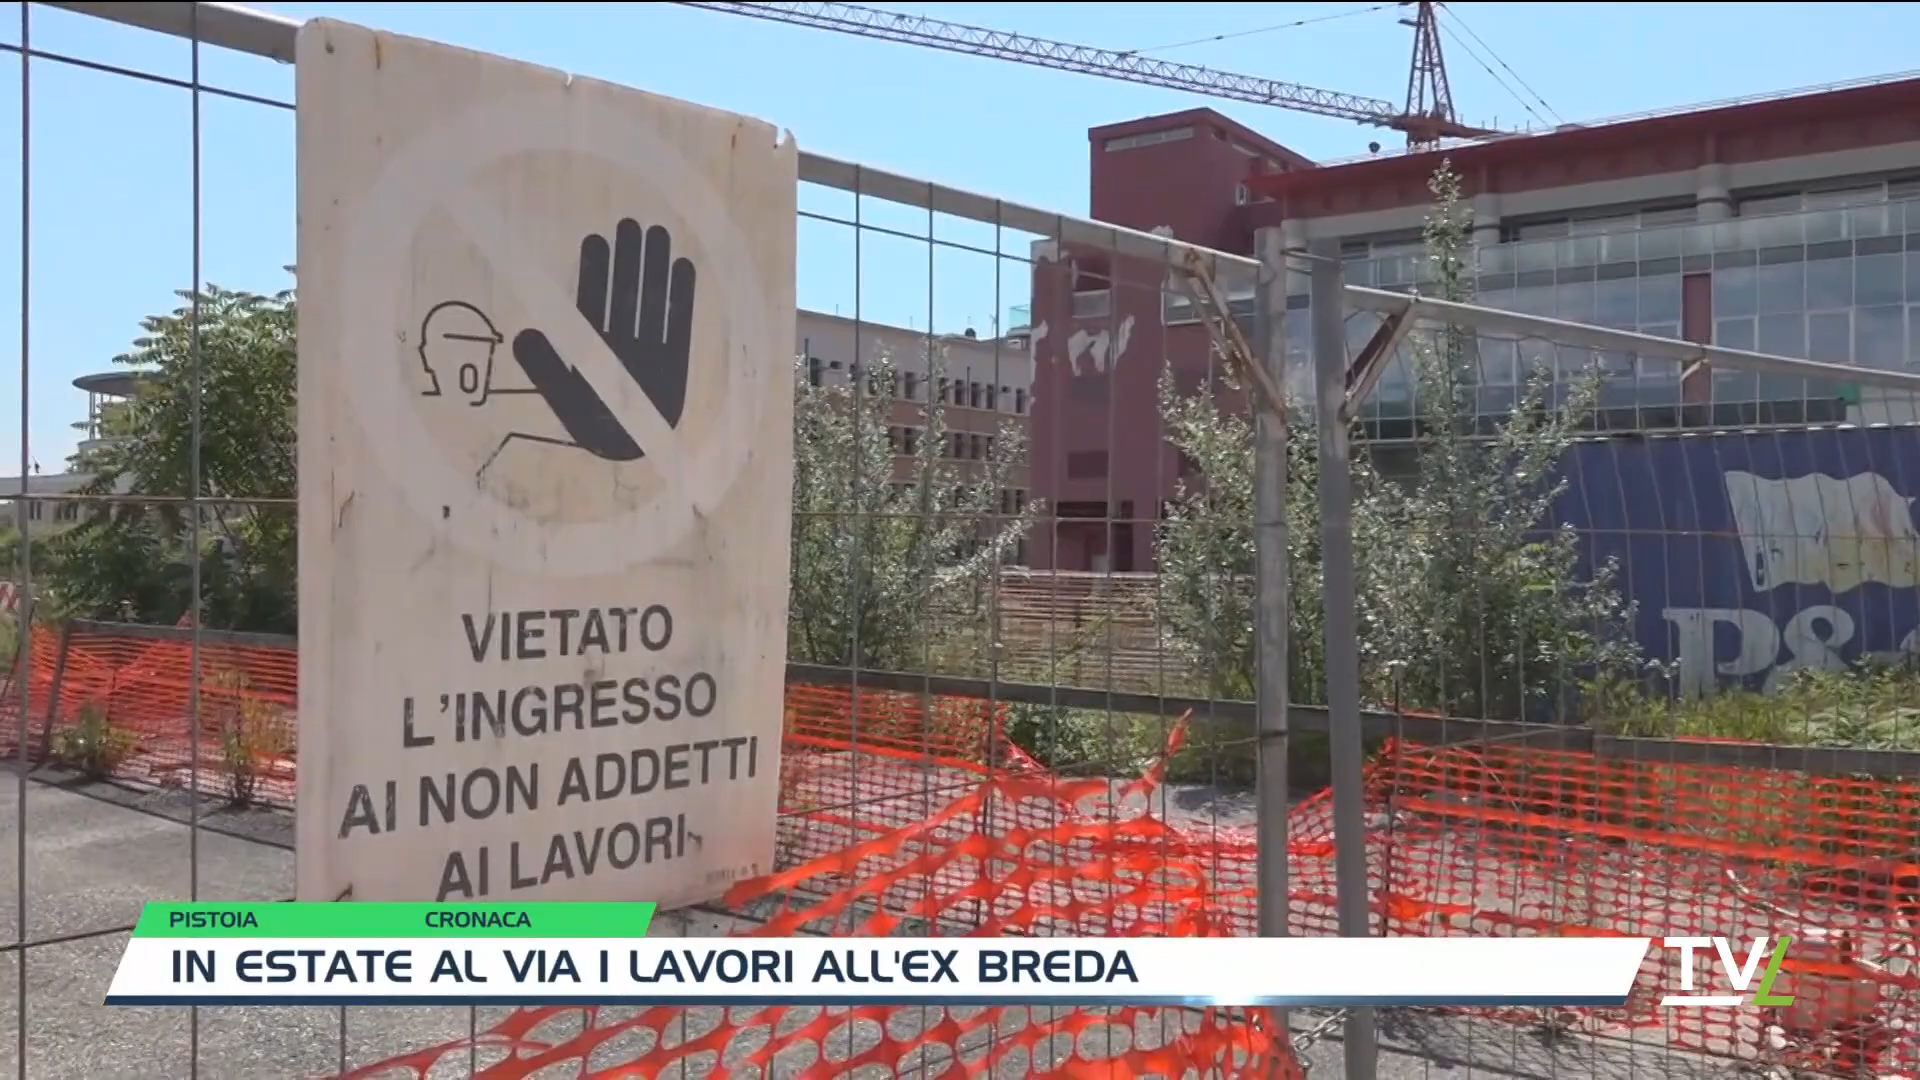 VIETATO
L'INGRESSO
AI NON ADDETTI
AI LAVORI
P&
PISTOIA CRONACA
IN ESTATE AL VIA I LAVORI ALL'EX BREDA
TVL